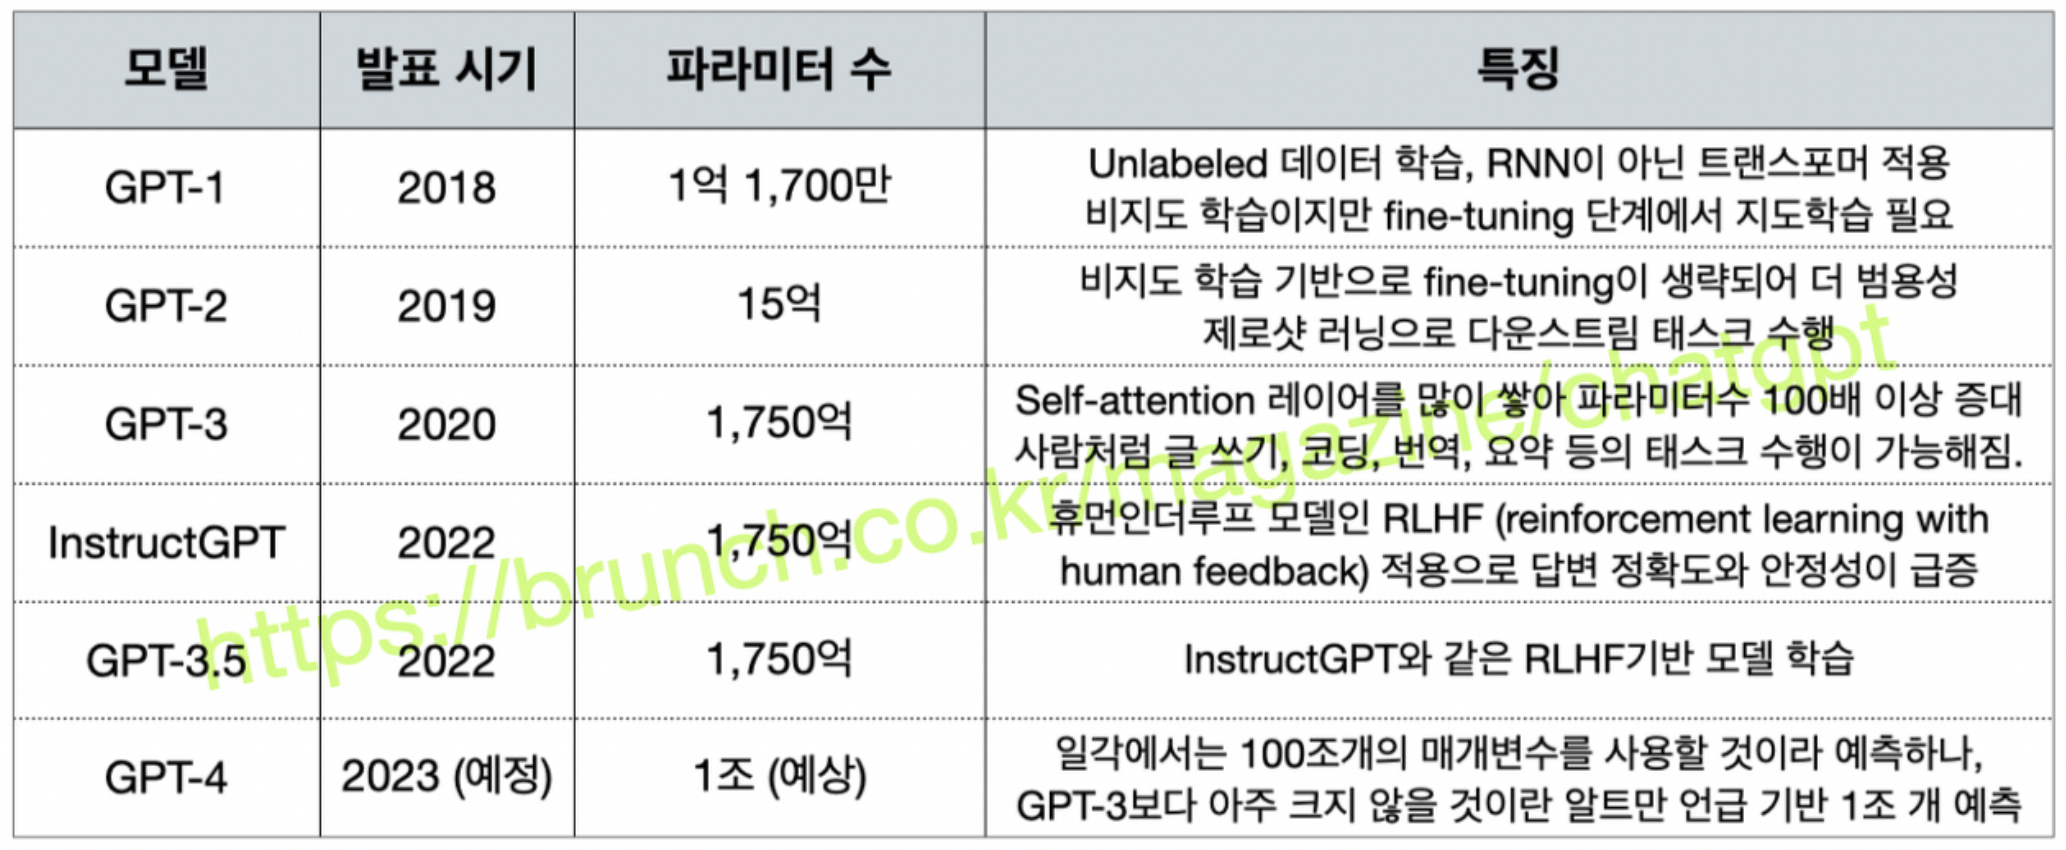 모델 발표 시기 파라미터 수 특징
GPT-1 2018 1억 1,700만 Unlabeled 데이터 학습, RNN이 아닌 트랜스포머 적용
비지도 학습이지만 fine-tuning 단계에서 지도학습 필요
GPT-2 2019 15억 비지도 학습 기반으로 fine-tuning이 생략되어 더 범용성
제로샷 러닝으로 다운스트림 태스크 수행
GPT-3 2020 1,750억 Self-attention 레이어를 많이 쌓아 파라미터수 100배 이상 증대
사람처럼 글 쓰기, 코딩, 번역, 요약 등의 태스크 수행이 가능해짐.
InstructGPT 2022 1,750억 휴먼인더루프 모델인 RLHF (reinforcement learning with
human feedback) 적용으로 답변 정확도와 안정성이 급증
GPT-3.5 2022 1,750억 InstructGPT와 같은 RLHF기반 모델 학습
GPT-4 2023 (예정) 1조 (예상) 일각에서는 100조개의 매개변수를 사용할 것이라 예측하나,
GPT-3보다 아주 크지 않을 것이란 알트만 언급 기반 1조 개 예측
https://brunch.co.kr/magazine/chatgpt